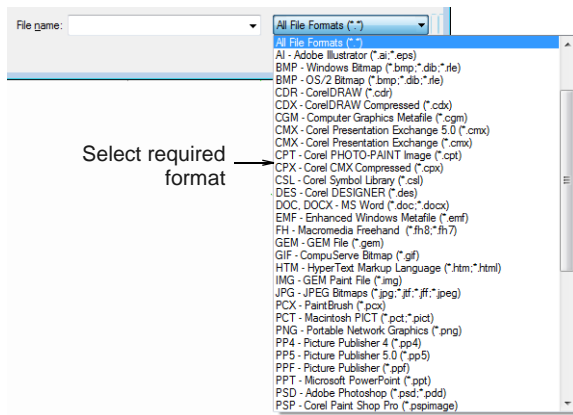 File name:
All File Formats (*.*)
All File Formats (*.*)
AI - Adobe Illustrator (*.ai;*.eps)
BMP - Windows Bitmap (*.bmp;*.dib;*.rle)
BMP - OS/2 Bitmap (*.bmp;*.dib;*.rle)
CDR - CorelDRAW (*.cdr)
CDX - CorelDRAW Compressed (*.cdx)
CGM - Computer Graphics Metafile (*.cgm)
CMX - Corel Presentation Exchange 5.0 (*.cmx)
CMX - Corel Presentation Exchange (*.cmx)
CPT - Corel PHOTO-PAINT Image (*.cpt)
CPX - Corel CMX Compressed (*.cpx)
CSL - Corel Symbol Library (*.csl)
DES - Corel DESIGNER (*.des)
DOC, DOCX - MS Word (*.doc;*.docx)
EMF - Enhanced Windows Metafile (*.emf)
FH - Macromedia Freehand (*.fh8;*.fh7)
GEM - GEM File (*.gem)
GIF - CompuServe Bitmap (*.gif)
HTM - HyperText Markup Language (*.htm;*.html)
IMG - GEM Paint File (*.img)
JPG - JPEG Bitmaps (*.jpg;*.jtf;*.jff;*.jpeg)
PCX - PaintBrush (*.pcx)
PCT - Macintosh PICT (*.pct;*.pict)
PNG - Portable Network Graphics (*.png)
PP4 - Picture Publisher 4 (*.pp4)
PP5 - Picture Publisher 5.0 (*.pp5)
PPF - Picture Publisher (*.ppf)
PPT - Microsoft PowerPoint (*.ppt)
PSD - Adobe Photoshop (*.psd;*.pdd)
PSP - Corel Paint Shop Pro (*.pspimage)
Select required
format